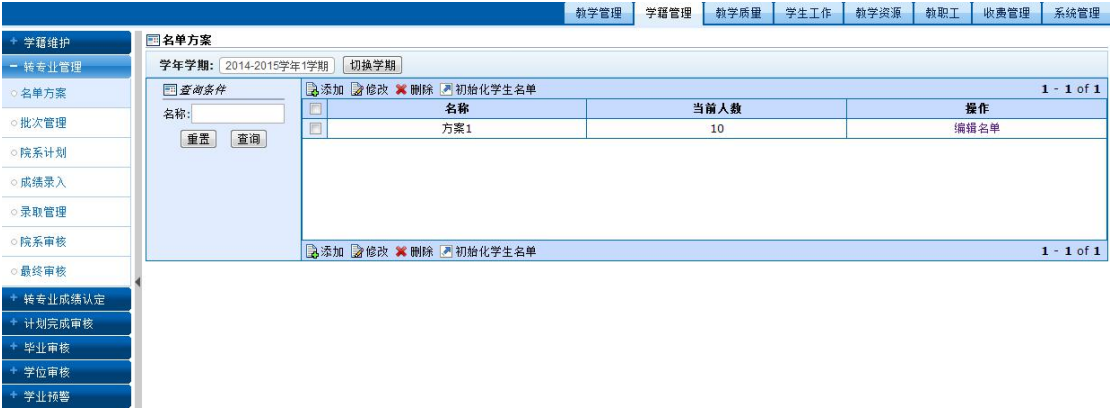 教学管理 学籍管理 教学质量 学生工作 教学资源 教职工 收费管理 系统管理
+ 学籍维护
- 转专业管理
名单方案
批次管理
院系计划
成绩录入
录取管理
院系审核
最终审核
+ 转专业成绩认定
+ 计划完成审核
+ 毕业审核
+ 学位审核
+ 学业预警
名单方案
学年学期: 2014-2015学年1学期 切换学期
查询条件
名称:
重置 查询
添加 修改 删除 初始化学生名单 1 - 1 of 1
名称 当前人数 操作
方案1 10 编辑名单
添加 修改 删除 初始化学生名单 1 - 1 of 1